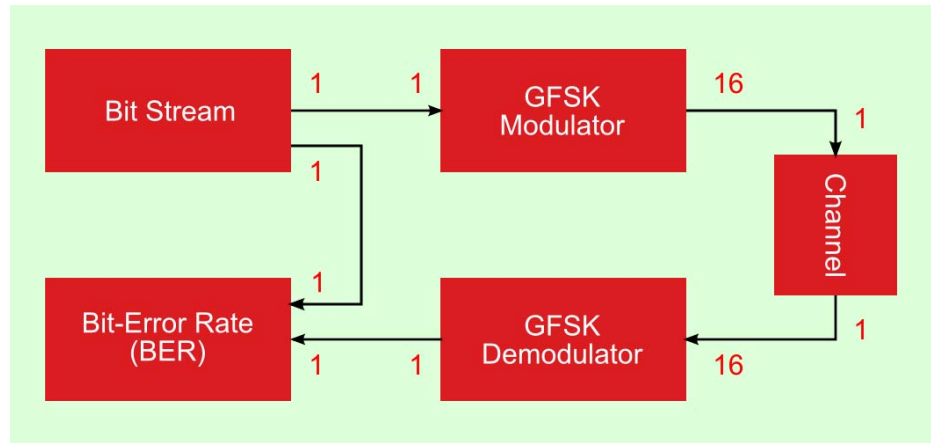 Bit Stream
1
1
GFSK
Modulator
16
1
1
Channel
1
Bit-Error Rate
(BER)
1
1
GFSK
Demodulator
16
1